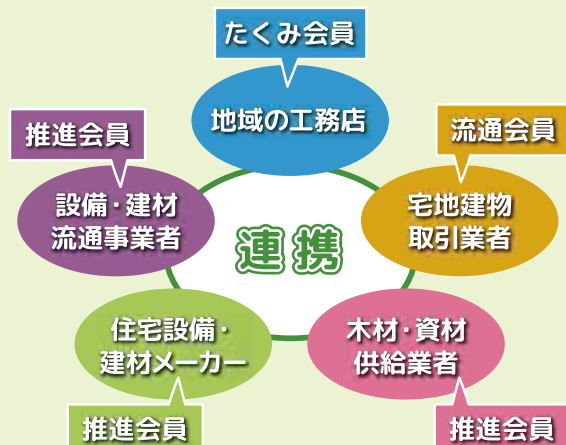 たくみ会員
地域の工務店
推進会員
設備・建材
流通事業者
流通会員
宅地建物
取引業者
連携
住宅設備・
建材メーカー
推進会員
木材・資材
供給業者
推進会員